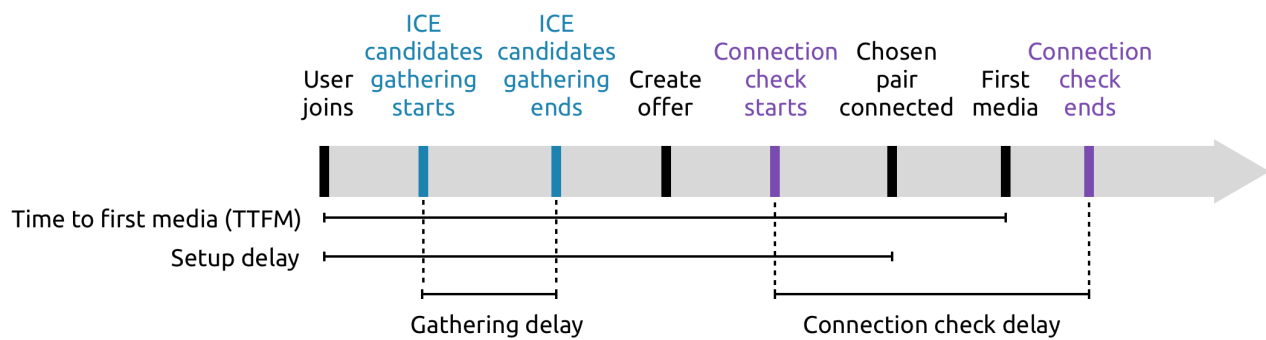 User
joins
ICE
candidates
gathering
starts
ICE
candidates
gathering
ends
Create
offer
Connection
check
starts
Chosen
pair
connected
First
media
Connection
check
ends
Time to first media (TTFM)
Setup delay
Gathering delay
Connection check delay